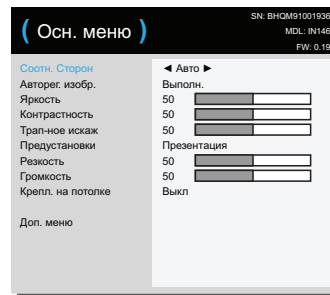 ( Осн. меню )
SN: BHQM91001936
MDL: IN146
FW: 0.19
Соотн. Сторон ◄ Авто ►
Авторег. изобр. Выполн.
Яркость 50
Контрастность 50
Трап-ное искаж 50
Предустановки Презентация
Резкость 50
Громкость 50
Крепл. на потолке Выкл
Доп. меню